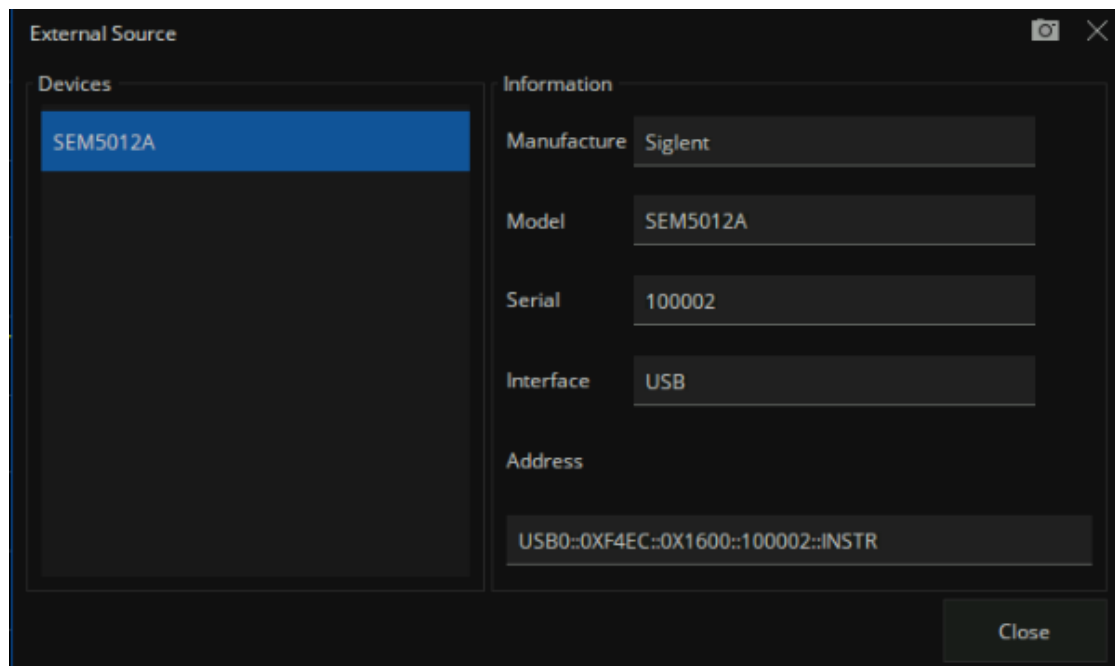 External Source
Devices
SEM5012A
Information
Manufacture Siglent
Model SEM5012A
Serial 100002
Interface USB
Address
USB0::0XF4EC::0X1600::100002::INSTR
Close